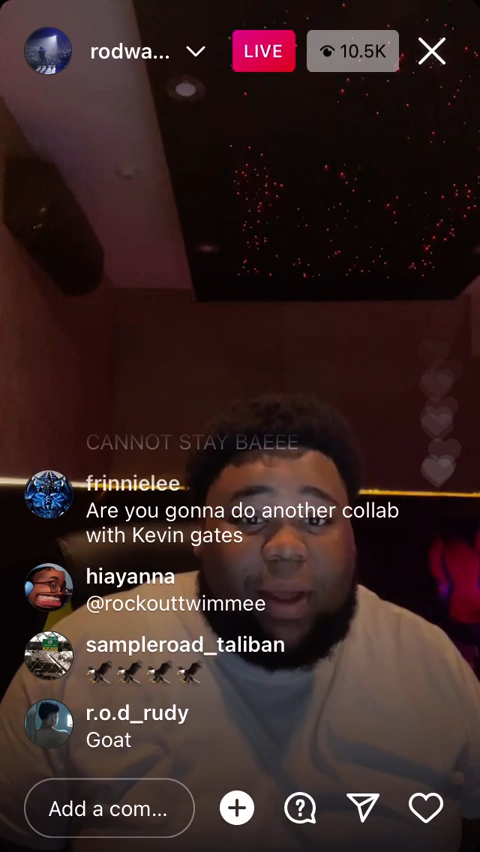 rodwa...
LIVE
10.5K
CANNOT STAY BAEEE
frinnielee
Are you gonna do another collab
with Kevin gates
hiayanna
@rockouttwimmee
sampleroad_taliban
r.o.d_rudy
Goat
Add a com...